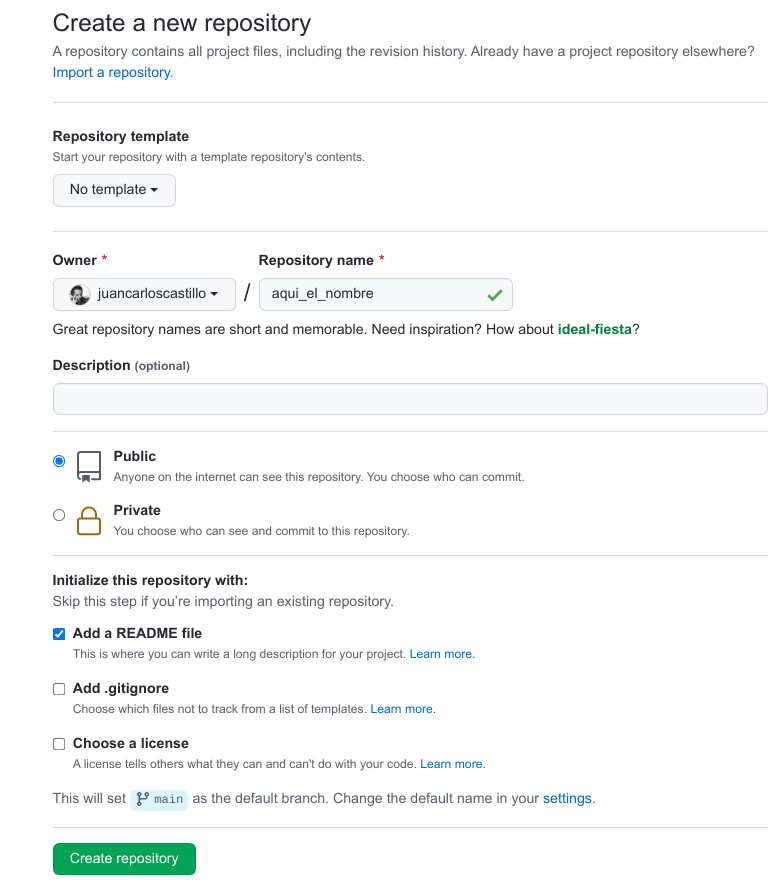 Create a new repository
A repository contains all project files, including the revision history. Already have a project repository elsewhere?
Import a repository.
Repository template
Start your repository with a template repository's contents.
No template
Owner * Repository name *
juancarloscastillo / aqui_el_nombre
Great repository names are short and memorable. Need inspiration? How about ideal-fiesta?
Description (optional)
Public
Anyone on the internet can see this repository. You choose who can commit.
Private
You choose who can see and commit to this repository.
Initialize this repository with:
Skip this step if you’re importing an existing repository.
Add a README file
This is where you can write a long description for your project. Learn more.
Add .gitignore
Choose which files not to track from a list of templates. Learn more.
Choose a license
A license tells others what they can and can't do with your code. Learn more.
This will set main as the default branch. Change the default name in your settings.
Create repository